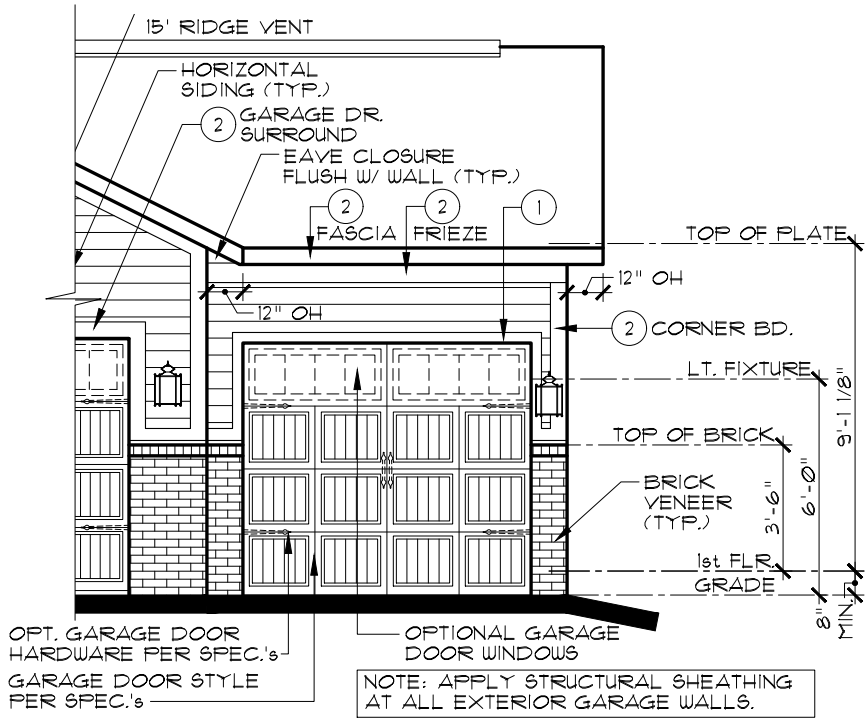 15' RIDGE VENT
HORIZONTAL
SIDING (TYP.)
2
GARAGE DR.
SURROUND
EAVE CLOSURE
FLUSH W/ WALL (TYP.)
2
2
1
FASCIA
FRIEZE
TOP OF PLATE
12" OH
12" OH
2
CORNER BD.
LT. FIXTURE
9'-1 1/8"
TOP OF BRICK
BRICK
VENEER
(TYP.)
3'-6"
6'-0"
1st FLR.
GRADE
8"
MIN.
OPT. GARAGE DOOR
HARDWARE PER SPEC.'s
GARAGE DOOR STYLE
PER SPEC.'s
OPTIONAL GARAGE
DOOR WINDOWS
NOTE: APPLY STRUCTURAL SHEATHING
AT ALL EXTERIOR GARAGE WALLS.